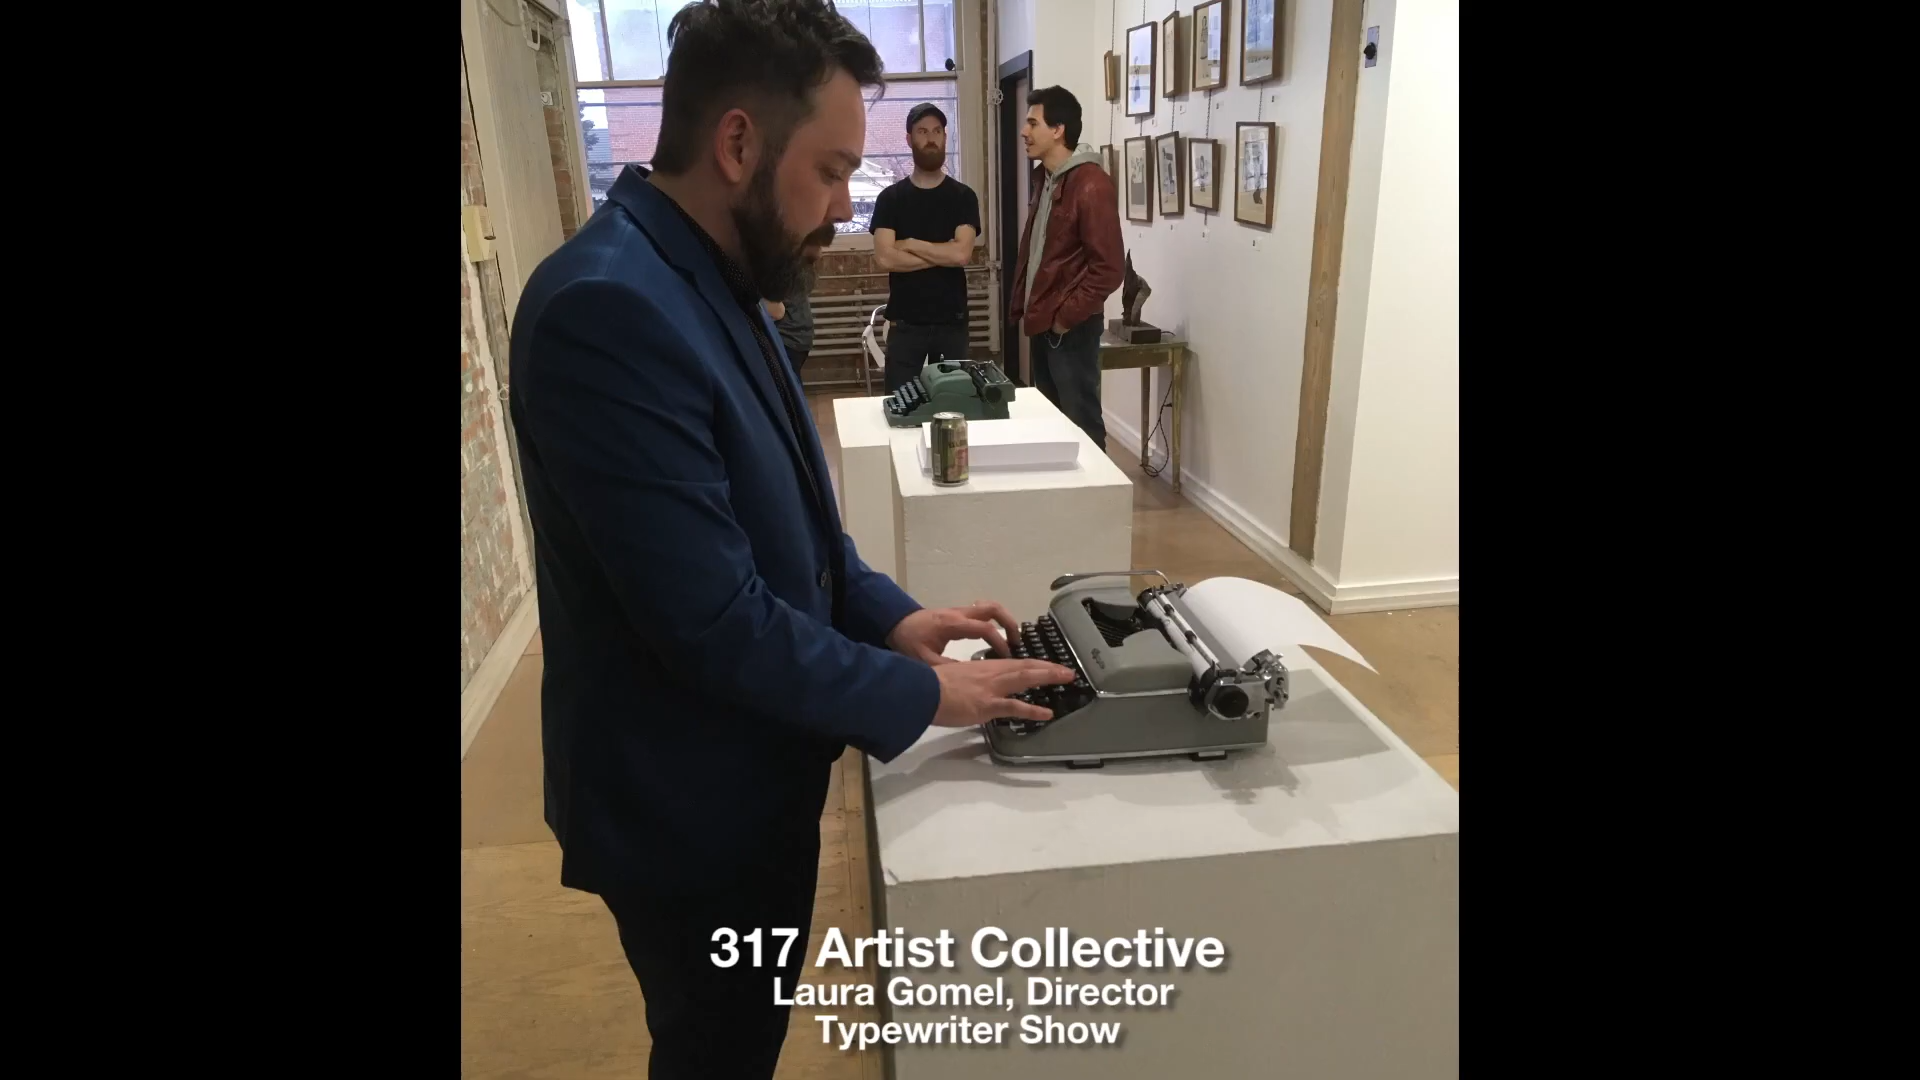 317 Artist Collective
Laura Gomel, Director
Typewriter Show